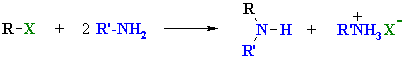 R–X + 2 R'-NH₂ ⟶ R R' N–H + R'NH₃⁺X⁻